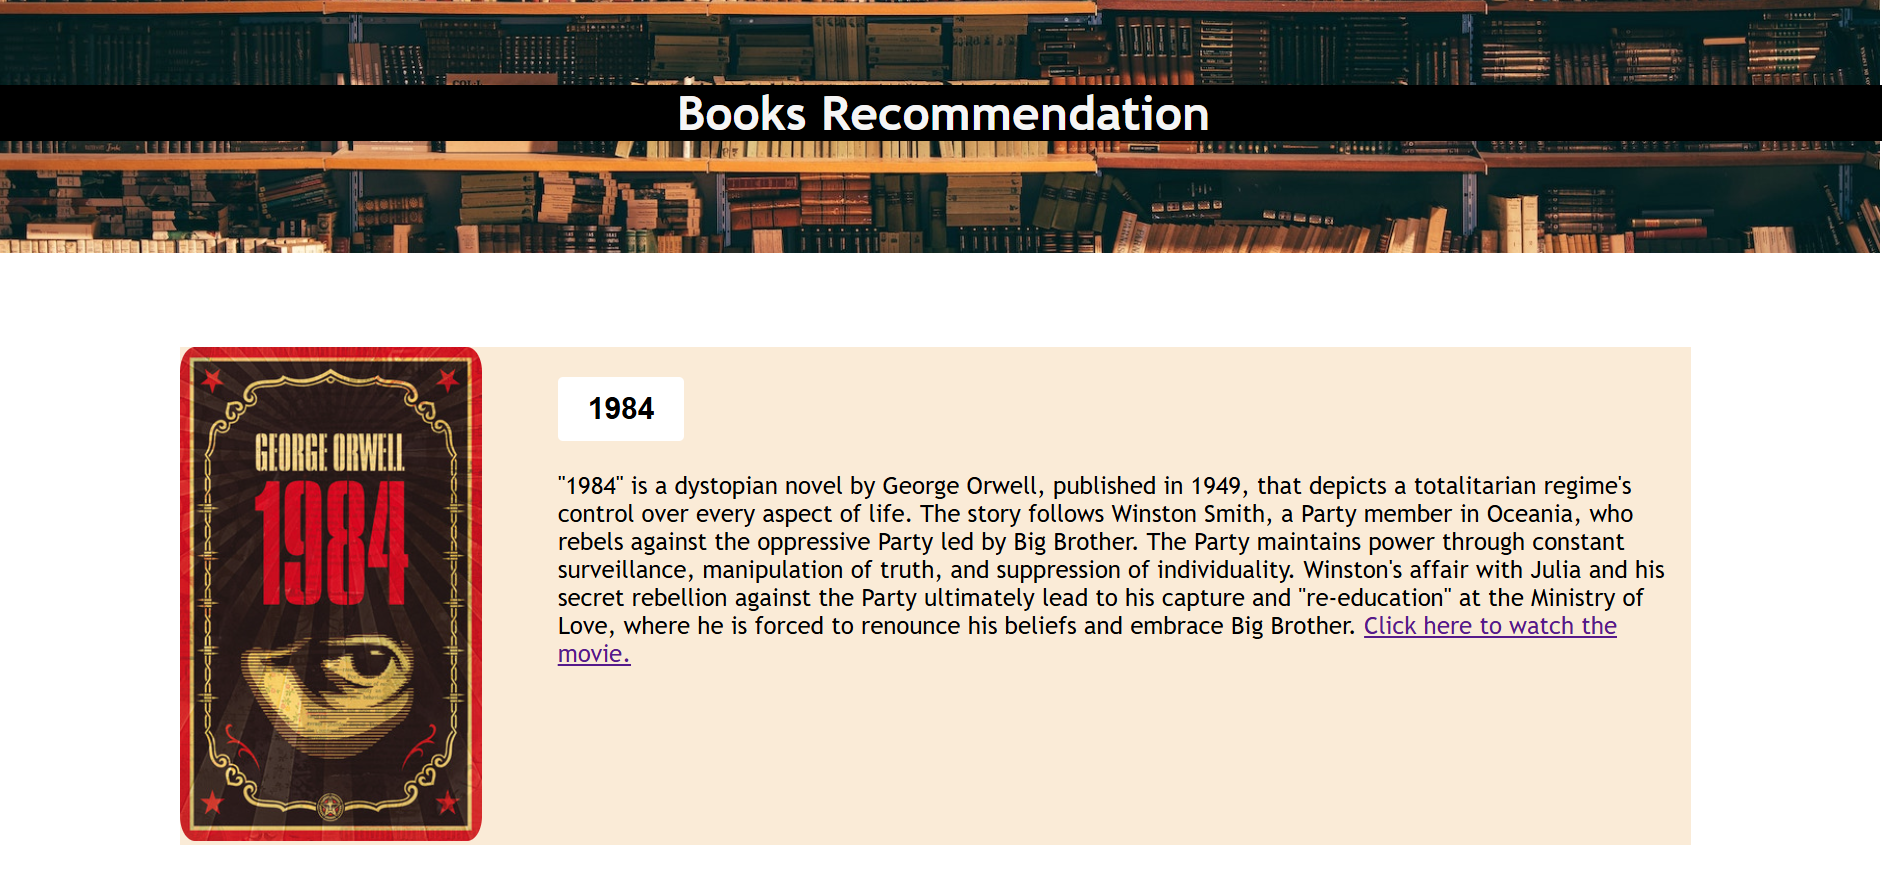 Books Recommendation
GEORGE ORWELL
1984
1984
"1984" is a dystopian novel by George Orwell, published in 1949, that depicts a totalitarian regime's
control over every aspect of life. The story follows Winston Smith, a Party member in Oceania, who
rebels against the oppressive Party led by Big Brother. The Party maintains power through constant
surveillance, manipulation of truth, and suppression of individuality. Winston's affair with Julia and his
secret rebellion against the Party ultimately lead to his capture and "re-education" at the Ministry of
Love, where he is forced to renounce his beliefs and embrace Big Brother. Click here to watch the
movie.